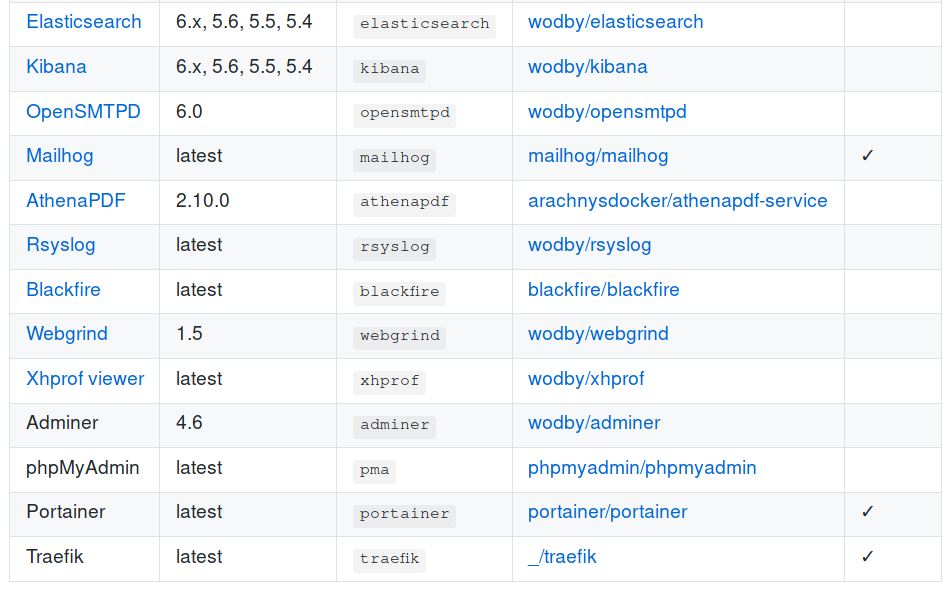 Elasticsearch 6.x, 5.6, 5.5, 5.4 elasticsearch wodby/elasticsearch
Kibana 6.x, 5.6, 5.5, 5.4 kibana wodby/kibana
OpenSMTPD 6.0 opensmtpd wodby/opensmtpd
Mailhog latest mailhog mailhog/mailhog ✓
AthenaPDF 2.10.0 athenapdf arachnysdocker/athenapdf-service
Rsyslog latest rsyslog wodby/rsyslog
Blackfire latest blackfire blackfire/blackfire
Webgrind 1.5 webgrind wodby/webgrind
Xhprof viewer latest xhprof wodby/xhprof
Adminer 4.6 adminer wodby/adminer
phpMyAdmin latest pma phpmyadmin/phpmyadmin
Portainer latest portainer portainer/portainer ✓
Traefik latest traefik _/traefik ✓